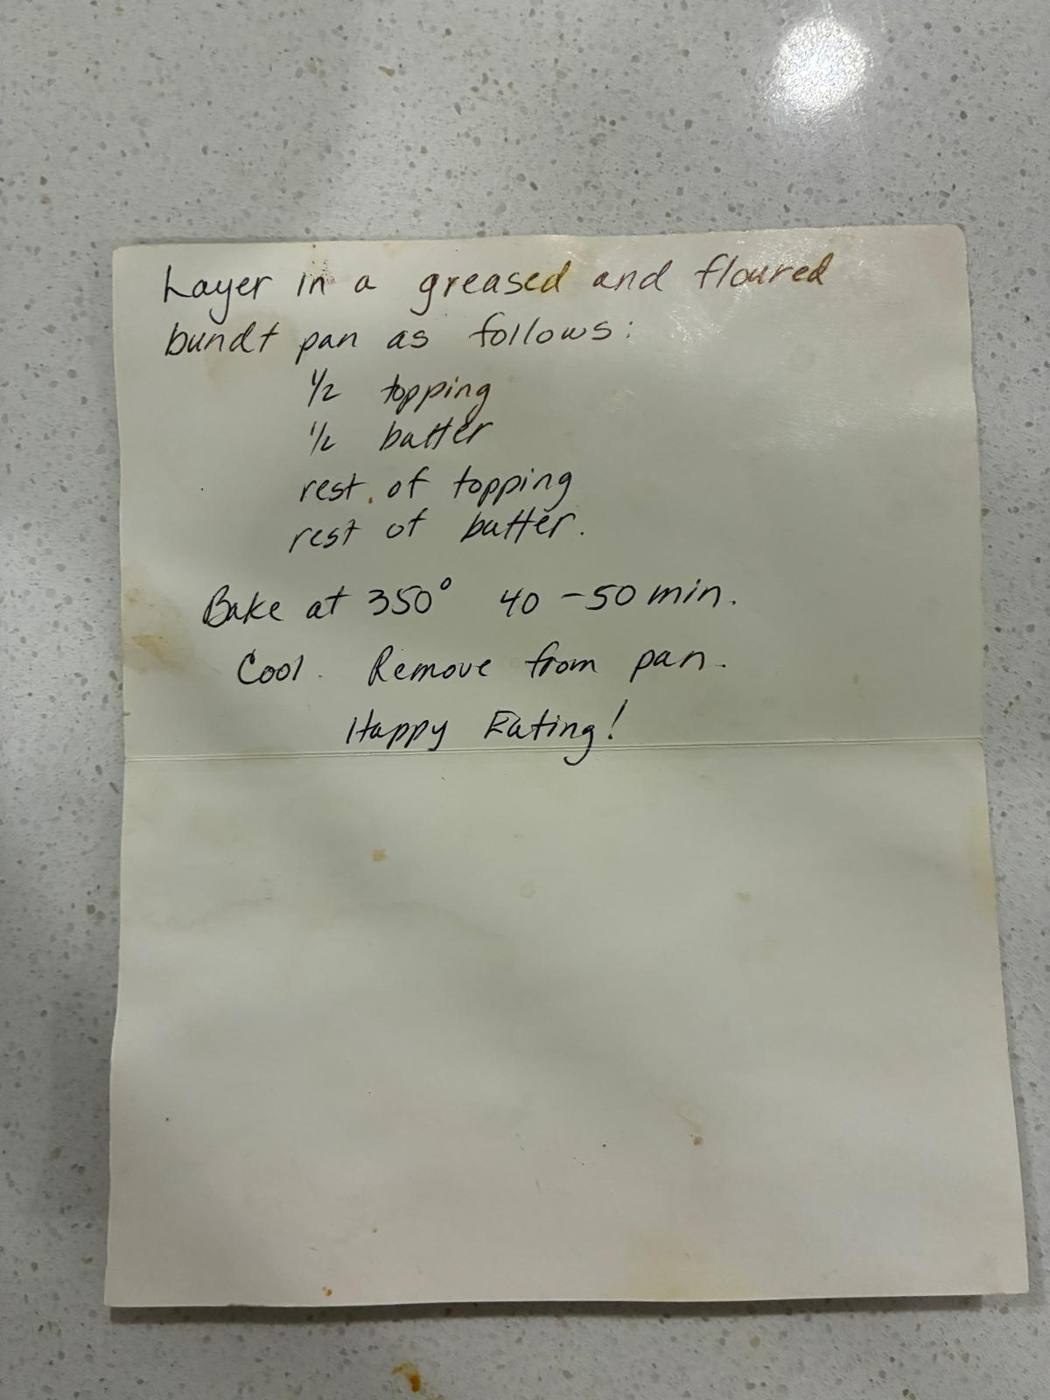 Layer in a greased and floured
bundt pan as follows:
1/2 topping
1/2 batter
rest of topping
rest of batter.
Bake at 350° 40-50 min.
Cool. Remove from pan.
Happy Eating!